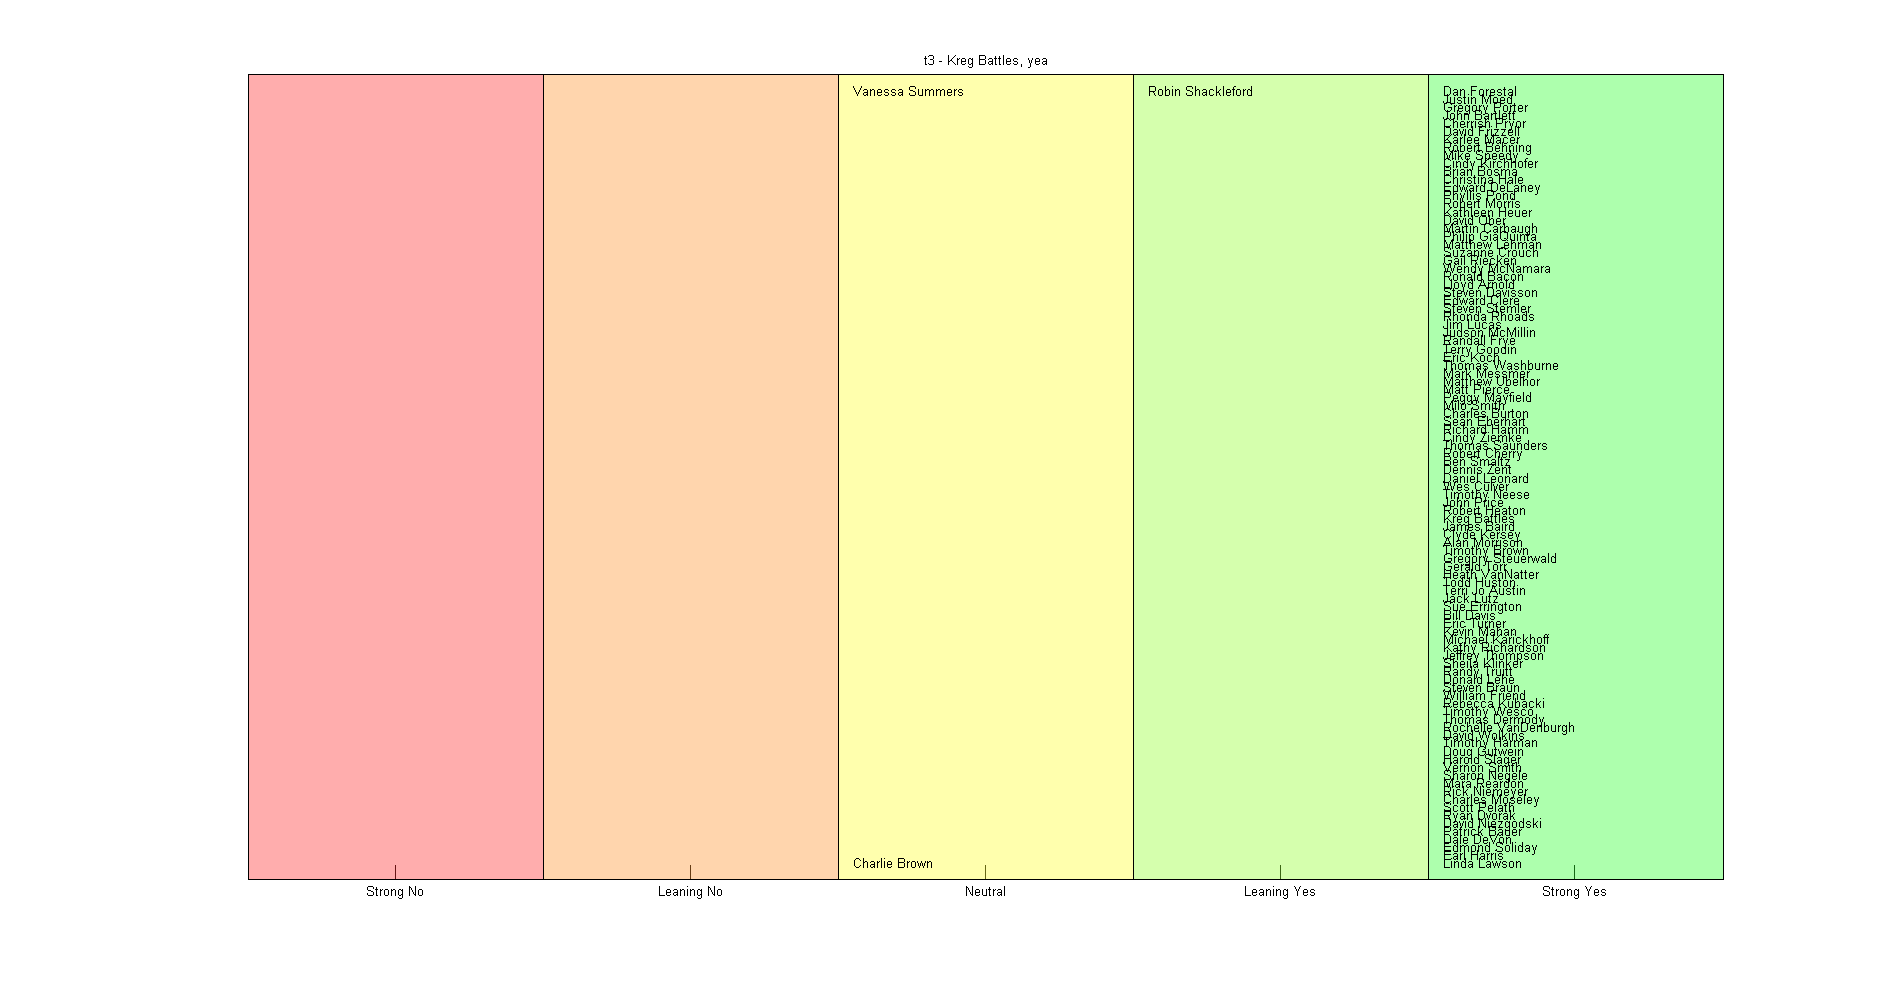 t3 - Kreg Battles, yea
Vanessa Summers
Charlie Brown
Robin Shackleford
Dan Forestal
Justin Moed
Gregory Porter
John Bartlett
Cherrish Pryor
David Frizzell
Karlee Macer
Robert Behning
Mike Speedy
Cindy Kirchhofer
Brian Bosma
Christina Hale
Edward DeLaney
Phyllis Pond
Robert Morris
Kathleen Heuer
David Ober
Martin Carbaugh
Philip GiaQuinta
Matthew Lehman
Suzanne Crouch
Gail Riecken
Wendy McNamara
Ronald Bacon
Lloyd Arnold
Steven Davisson
Edward Clere
Steven Stemler
Rhonda Rhoads
Jim Lucas
Judson McMillin
Randall Frye
Terry Goodin
Eric Koch
Thomas Washburne
Mark Messmer
Matthew Ubelhor
Matt Pierce
Peggy Mayfield
Milo Smith
Charles Burton
Sean Eberhart
Richard Hamm
Cindy Ziemke
Thomas Saunders
Robert Cherry
Ben Smaltz
Dennis Zent
Daniel Leonard
Wes Culver
Timothy Neese
John Price
Robert Heaton
Kreg Battles
James Baird
Clyde Kersey
Alan Morrison
Timothy Brown
Gregory Steuerwald
Gerald Torr
Heath VanNatter
Todd Huston
Terri Jo Austin
Jack Lutz
Sue Errington
Bill Davis
Eric Turner
Kevin Mahan
Michael Karickhoff
Kathy Richardson
Jeffrey Thompson
Sheila Klinker
Randy Truitt
Donald Lehe
Steven Braun
William Friend
Rebecca Kubacki
Timothy Wesco
Thomas Dermody
Rochelle VanDenburgh
David Wolkins
Timothy Harman
Doug Gutwein
Harold Slager
Vernon Smith
Sharon Negele
Mara Reardon
Rick Niemeyer
Charles Moseley
Scott Pelath
Ryan Dvorak
David Niezgodski
Patrick Bauer
Dale DeVon
Edmond Soliday
Earl Harris
Linda Lawson
Strong No
Leaning No
Neutral
Leaning Yes
Strong Yes